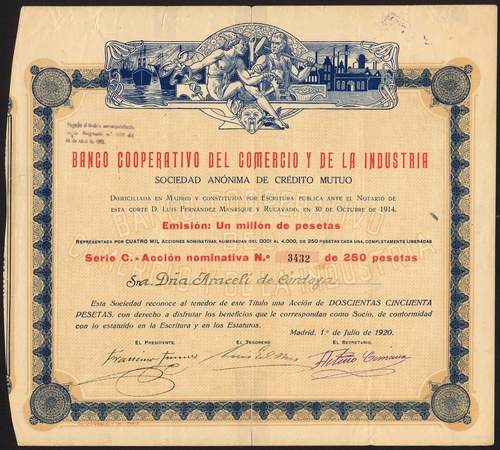 BANCO COOPERATIVO DEL COMERCIO Y DE LA INDUSTRIA
SOCIEDAD ANÓNIMA DE CRÉDITO MUTUO
Domiciliada en Madrid y constituída por Escritura pública ante el Notario de
esta corte D. Luis Fernández Manrique y Rucavado, en 30 de Octubre de 1914.
Emisión: Un millón de pesetas
REPRESENTADA POR CUATRO MIL ACCIONES NOMINATIVAS, NUMERADAS DEL 0001 AL 4.000, DE 250 PESETAS CADA UNA, COMPLETAMENTE LIBERADAS
Serie C.-Acción nominativa N.º 3432 de 250 pesetas
Sra. Dña Araceli de
Esta Sociedad reconoce al tenedor de este Título una Acción de DOSCIENTAS CINCUENTA
PESETAS, con derecho a disfrutar los beneficios que le correspondan como Socio, de conformidad
con lo estatuído en la Escritura y en los Estatutos.
Madrid, 1.º de Julio de 1920.
EL PRESIDENTE, EL TESORERO EL SECRETARIO,